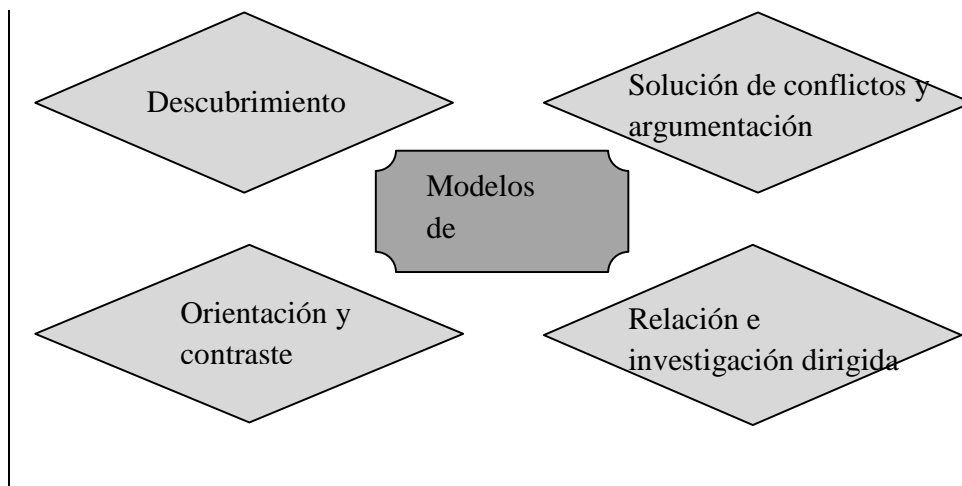 Descubrimiento
Solución de conflictos y
argumentación
Modelos
de
Orientación y
contraste
Relación e
investigación dirigida